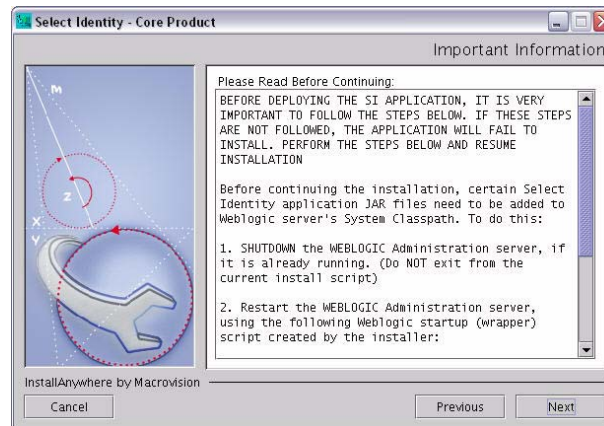 Select Identity - Core Product
Important Information
M
Z
X
Y
Please Read Before Continuing:
BEFORE DEPLOYING THE SI APPLICATION, IT IS VERY
IMPORTANT TO FOLLOW THE STEPS BELOW. IF THESE STEPS
ARE NOT FOLLOWED, THE APPLICATION WILL FAIL TO
INSTALL. PERFORM THE STEPS BELOW AND RESUME
INSTALLATION
Before continuing the installation, certain Select
Identity application JAR files need to be added to
Weblogic server's System Classpath. To do this:
1. SHUTDOWN the WEBLOGIC Administration server, if
it is already running. (Do NOT exit from the
current install script)
2. Restart the WEBLOGIC Administration server,
using the following Weblogic startup (wrapper)
script created by the installer:
InstallAnywhere by Macrovision
Cancel
Previous
Next